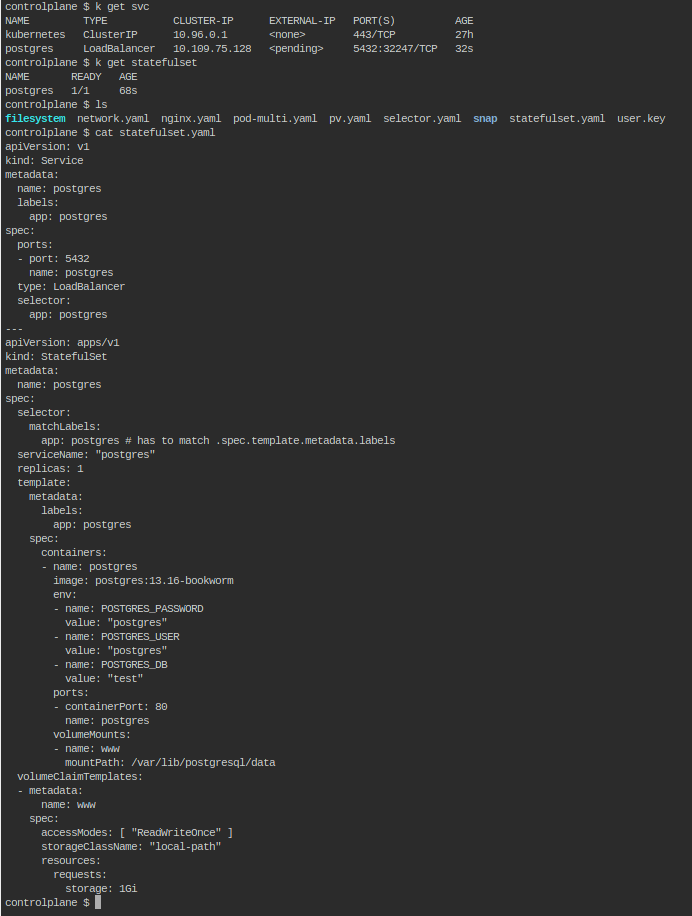 controlplane $ k get svc
NAME         TYPE           CLUSTER-IP      EXTERNAL-IP   PORT(S)          AGE
kubernetes   ClusterIP      10.96.0.1       <none>        443/TCP          27h
postgres     LoadBalancer   10.109.75.128   <pending>     5432:32247/TCP   32s
controlplane $ k get statefulset
NAME       READY   AGE
postgres   1/1     68s
controlplane $ ls
filesystem  network.yaml  nginx.yaml  pod-multi.yaml  pv.yaml  selector.yaml  snap  statefulset.yaml  user.key
controlplane $ cat statefulset.yaml
apiVersion: v1
kind: Service
metadata:
  name: postgres
  labels:
    app: postgres
spec:
  ports:
  - port: 5432
    name: postgres
  type: LoadBalancer
  selector:
    app: postgres
---
apiVersion: apps/v1
kind: StatefulSet
metadata:
  name: postgres
spec:
  selector:
    matchLabels:
      app: postgres # has to match .spec.template.metadata.labels
  serviceName: "postgres"
  replicas: 1
  template:
    metadata:
      labels:
        app: postgres
    spec:
      containers:
      - name: postgres
        image: postgres:13.16-bookworm
        env:
        - name: POSTGRES_PASSWORD
          value: "postgres"
        - name: POSTGRES_USER
          value: "postgres"
        - name: POSTGRES_DB
          value: "test"
        ports:
        - containerPort: 80
          name: postgres
        volumeMounts:
        - name: www
          mountPath: /var/lib/postgresql/data
  volumeClaimTemplates:
  - metadata:
      name: www
    spec:
      accessModes: [ "ReadWriteOnce" ]
      storageClassName: "local-path"
      resources:
        requests:
          storage: 1Gi
controlplane $